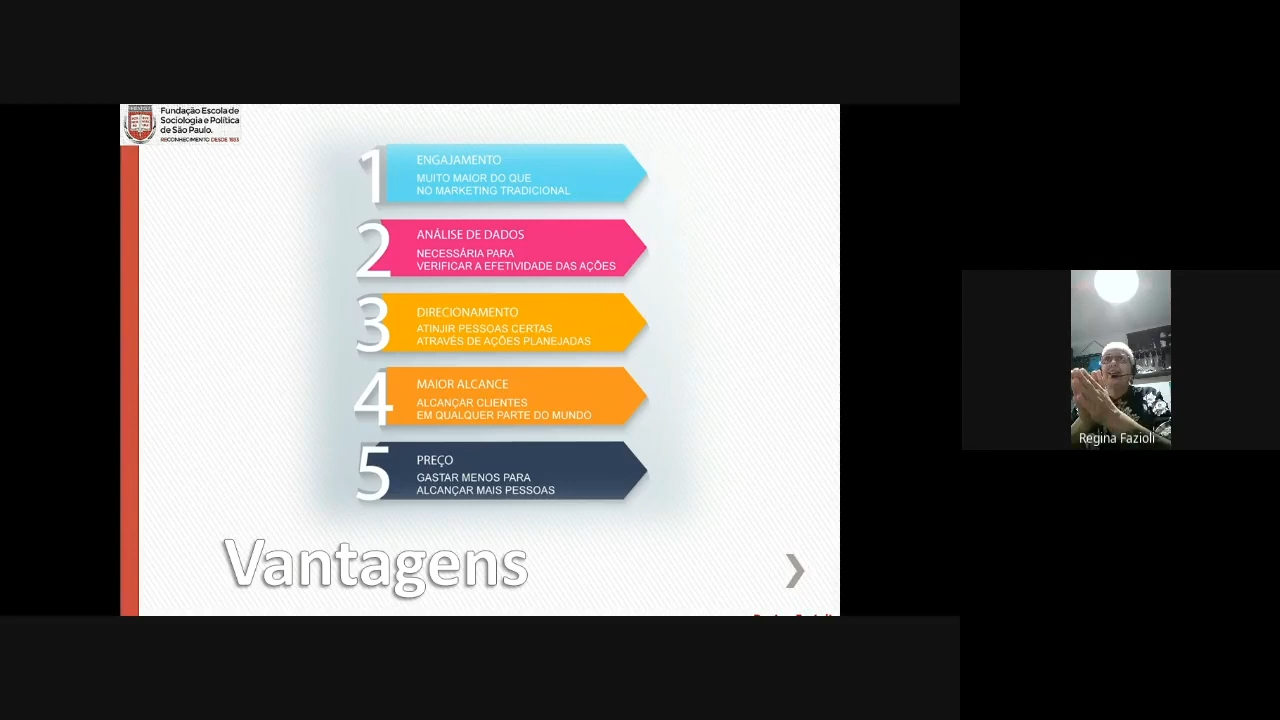 Fundação Escola de
Sociologia e Política
de São Paulo.
RECONHECIMENTO DESDE 1933
1
ENGAJAMENTO
MUITO MAIOR DO QUE
NO MARKETING TRADICIONAL
2
ANÁLISE DE DADOS
NECESSÁRIA PARA
VERIFICAR A EFETIVIDADE DAS AÇÕES
3
DIRECIONAMENTO
ATINJIR PESSOAS CERTAS
ATRAVÉS DE AÇÕES PLANEJADAS
4
MAIOR ALCANCE
ALCANÇAR CLIENTES
EM QUALQUER PARTE DO MUNDO
5
PREÇO
GASTAR MENOS PARA
ALCANÇAR MAIS PESSOAS
Vantagens
Regina Fazioli